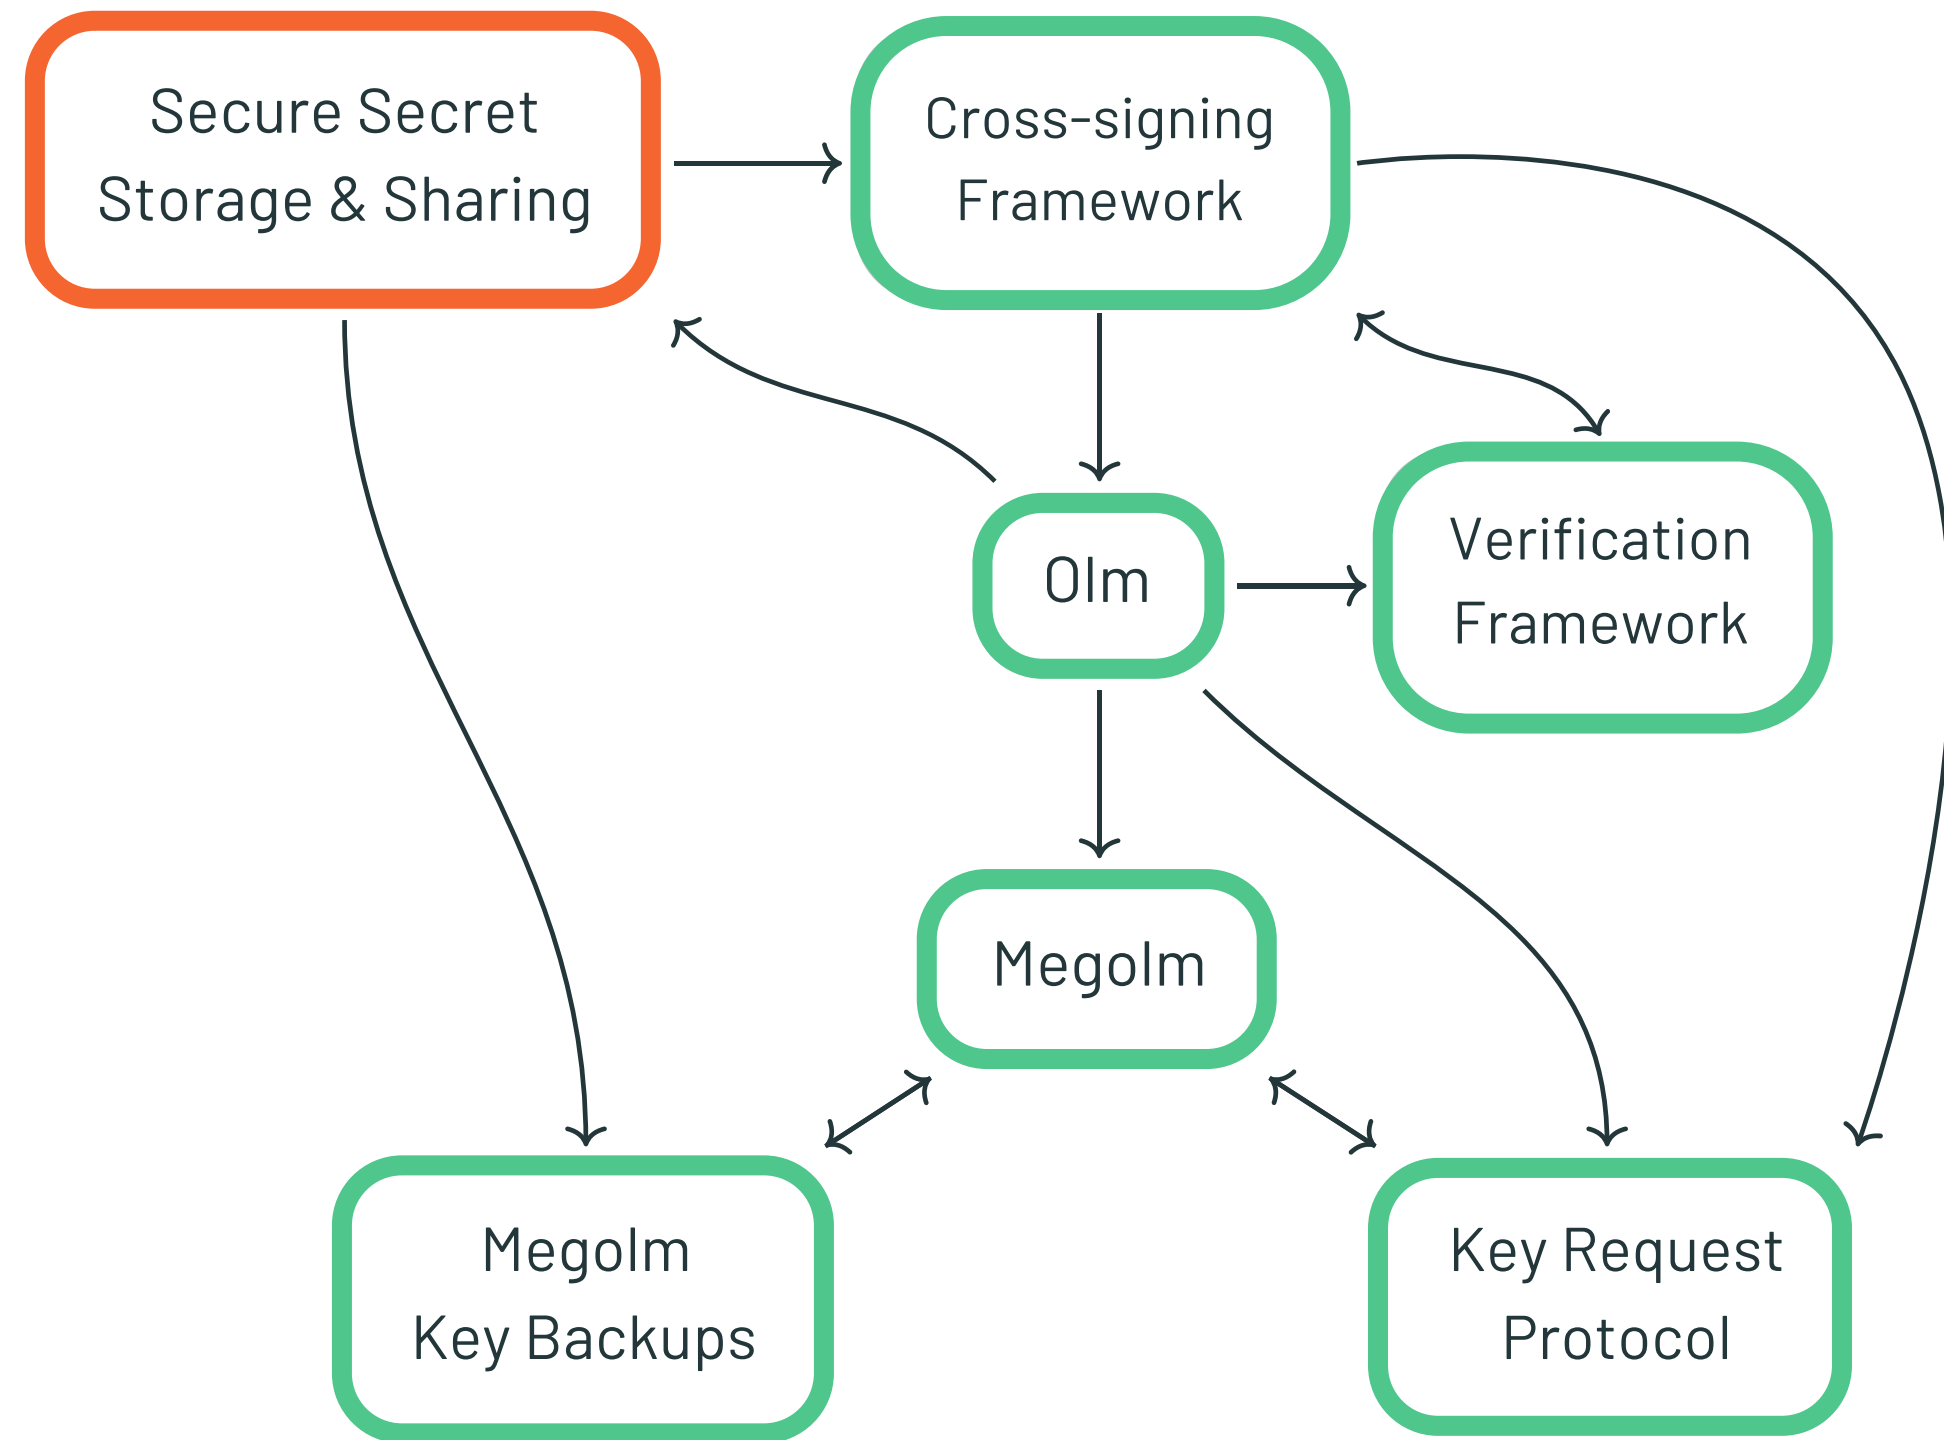 Secure Secret
Storage & Sharing
Cross-signing
Framework
Verification
Framework
Olm
Megolm
Megolm
Key Backups
Key Request
Protocol